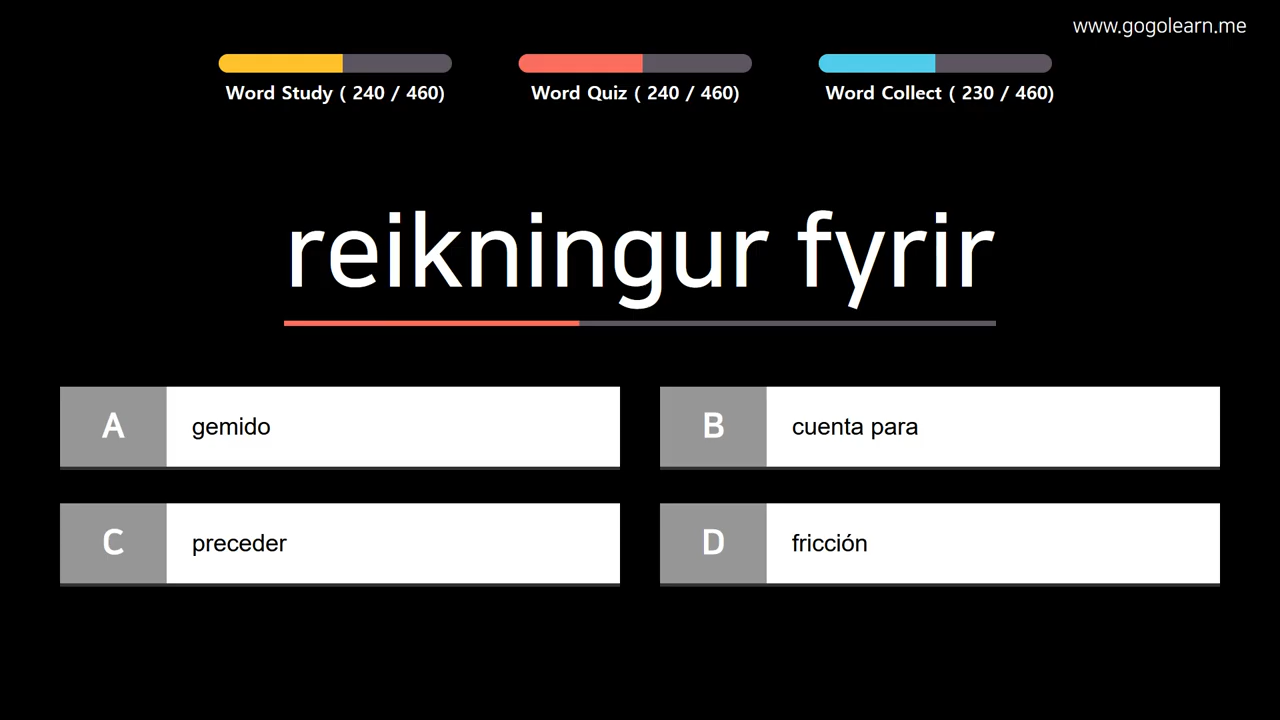 www.gogolearn.me
Word Study ( 240 / 460)
Word Quiz ( 240 / 460)
Word Collect ( 230 / 460)
reikningur fyrir
A gemido
B cuenta para
C preceder
D fricción